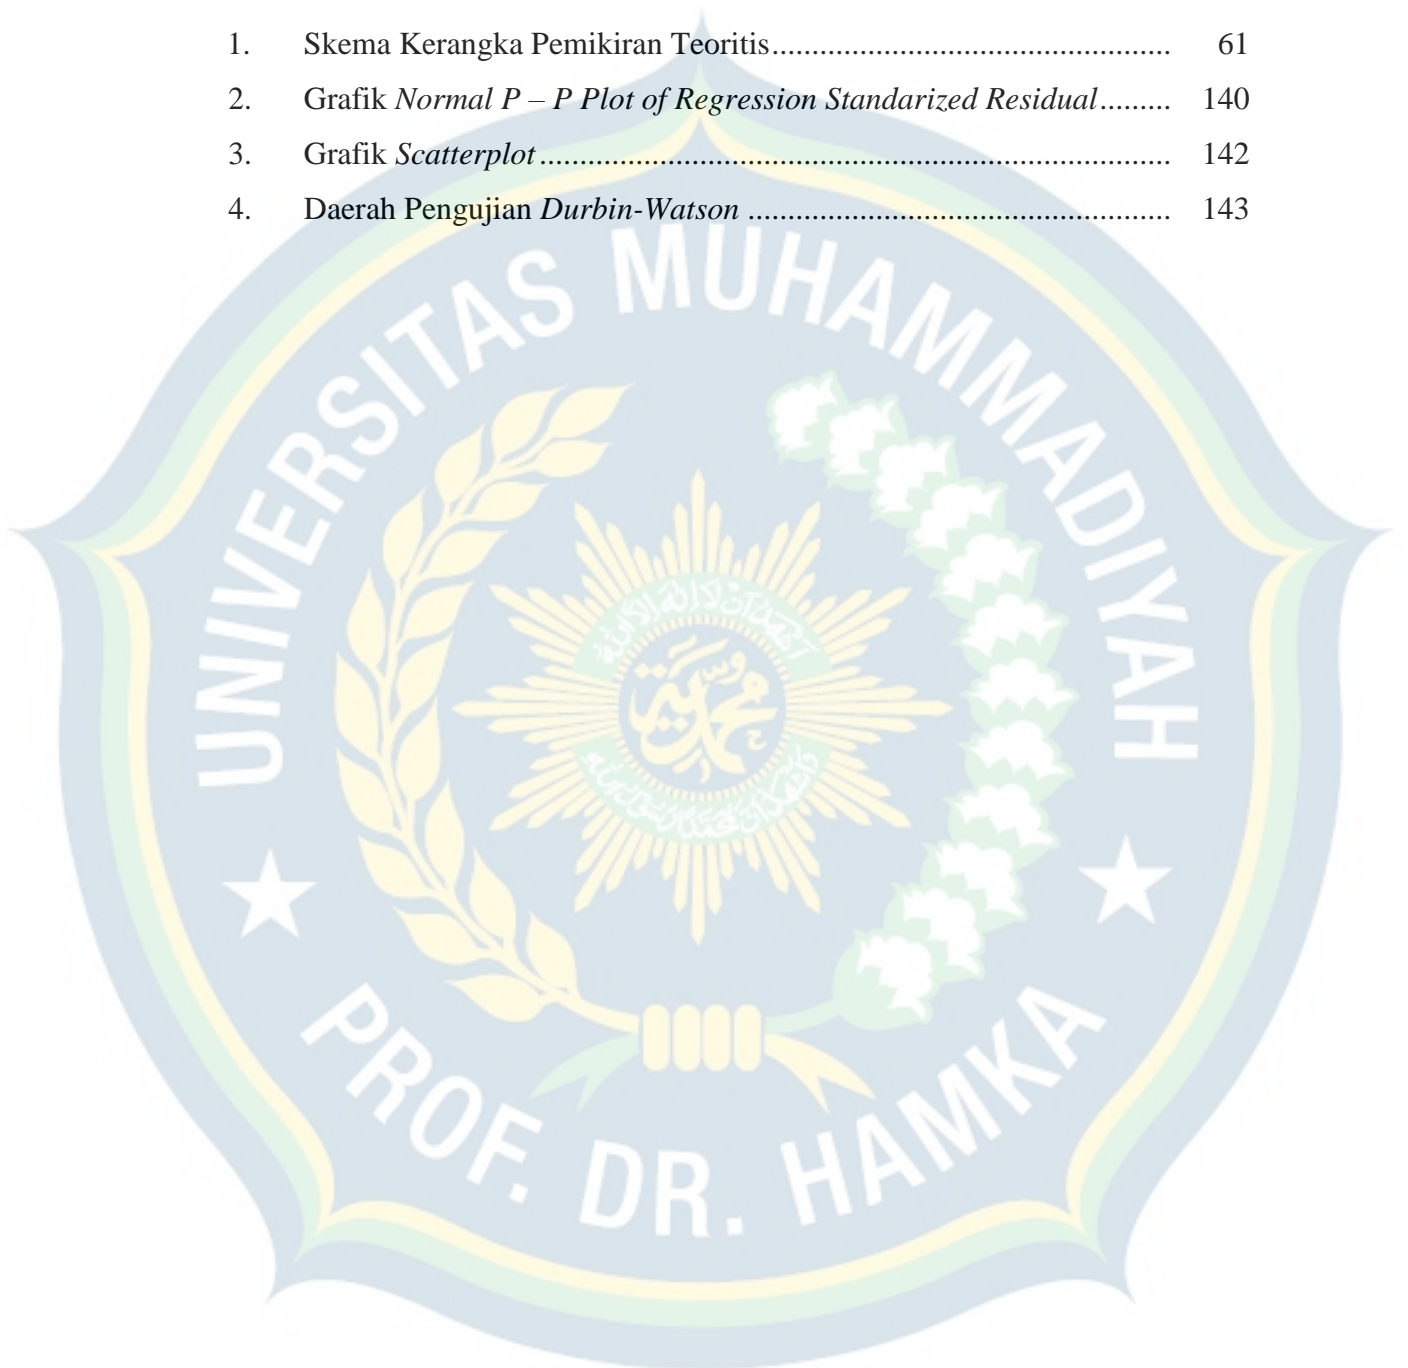 1. Skema Kerangka Pemikiran Teoritis................................................. 61
2. Grafik Normal P – P Plot of Regression Standarized Residual......... 140
3. Grafik Scatterplot.............................................................................. 142
4. Daerah Pengujian Durbin-Watson .................................................... 143
UNIVERSITAS MUHAMMADIYAH
محمدية
PROF. DR. HAMKA